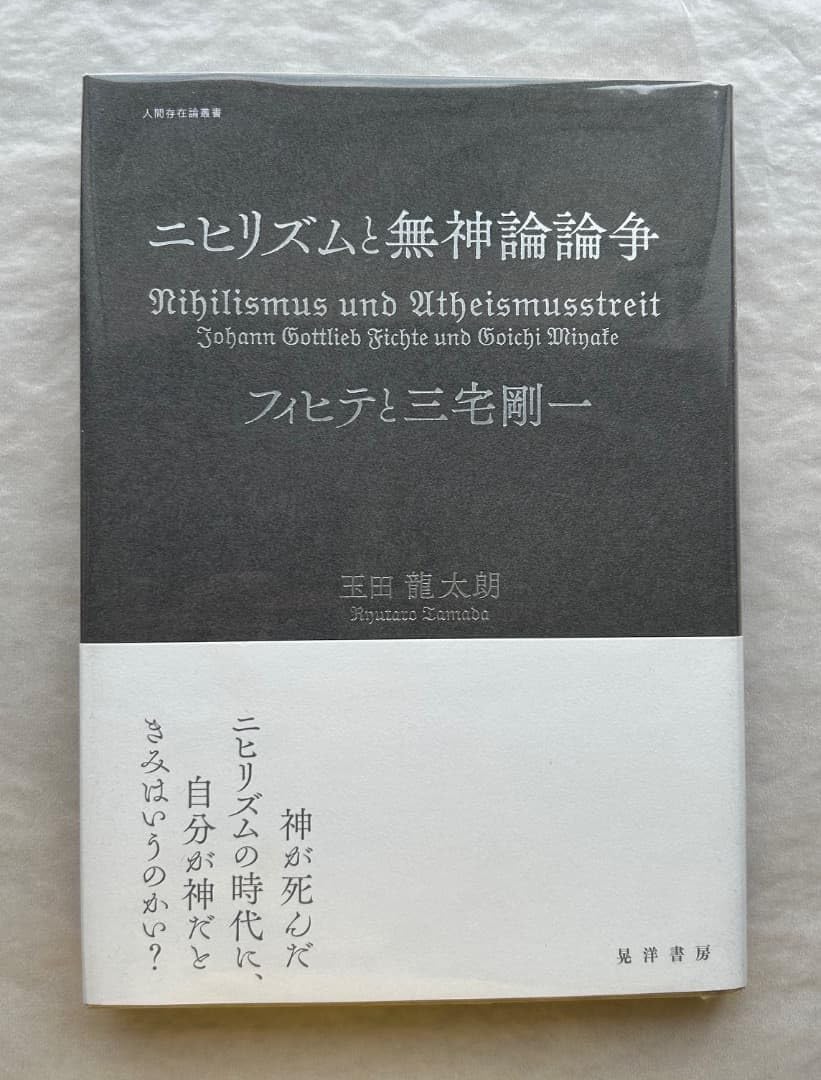 人間存在論叢書
ニヒリズムと無神論論争
Nihilismus und Atheismusstreit
Johann Gottlieb Fichte und Goichi Miyake
フィヒテと三宅剛一
玉田 龍太朗
Ryutaro Tamada
神が死んだ
ニヒリズムの時代に、
自分が神だと
きみはいうのかい?
晃洋書房